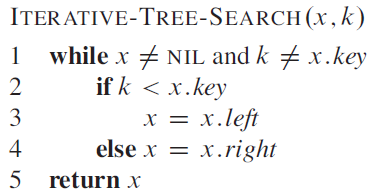 ITERATIVE-TREE-SEARCH(x, k)
1 while x ≠ NIL and k ≠ x.key
2 if k < x.key
3 x = x.left
4 else x = x.right
5 return x